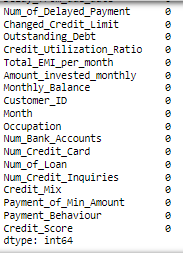 Num_of_Delayed_Payment 0
Changed_Credit_Limit 0
Outstanding_Debt 0
Credit_Utilization_Ratio 0
Total_EMI_per_month 0
Amount_invested_monthly 0
Monthly_Balance 0
Customer_ID 0
Month 0
Occupation 0
Num_Bank_Accounts 0
Num_Credit_Card 0
Num_of_Loan 0
Num_Credit_Inquiries 0
Credit_Mix 0
Payment_of_Min_Amount 0
Payment_Behaviour 0
Credit_Score 0
dtype: int64